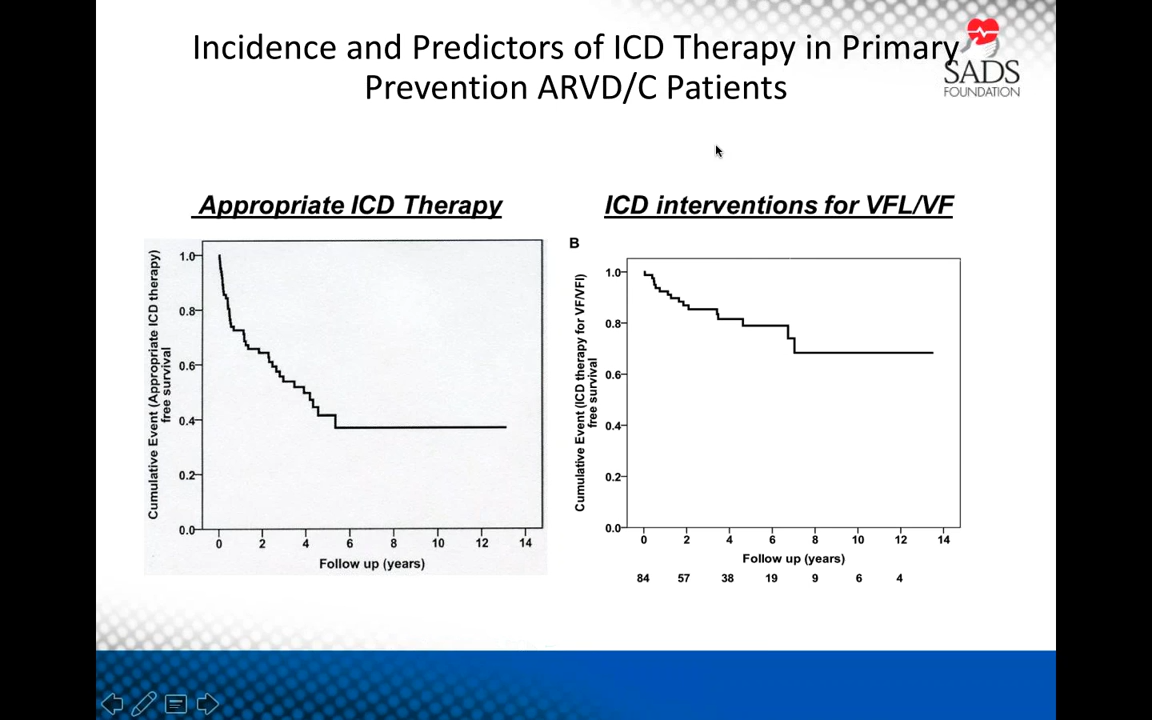 Incidence and Predictors of ICD Therapy in Primary
Prevention ARVD/C Patients
SADS
FOUNDATION
Appropriate ICD Therapy
Cumulative Event (Appropriate ICD therapy)
free survival
1.0
0.8
0.6
0.4
0.2
0.0
0 2 4 6 8 10 12 14
Follow up (years)
ICD interventions for VFL/VF
B
Cumulative Event (ICD therapy for VF/VFl)
free survival
1.0
0.8
0.6
0.4
0.2
0.0
0 2 4 6 8 10 12 14
Follow up (years)
84 57 38 19 9 6 4